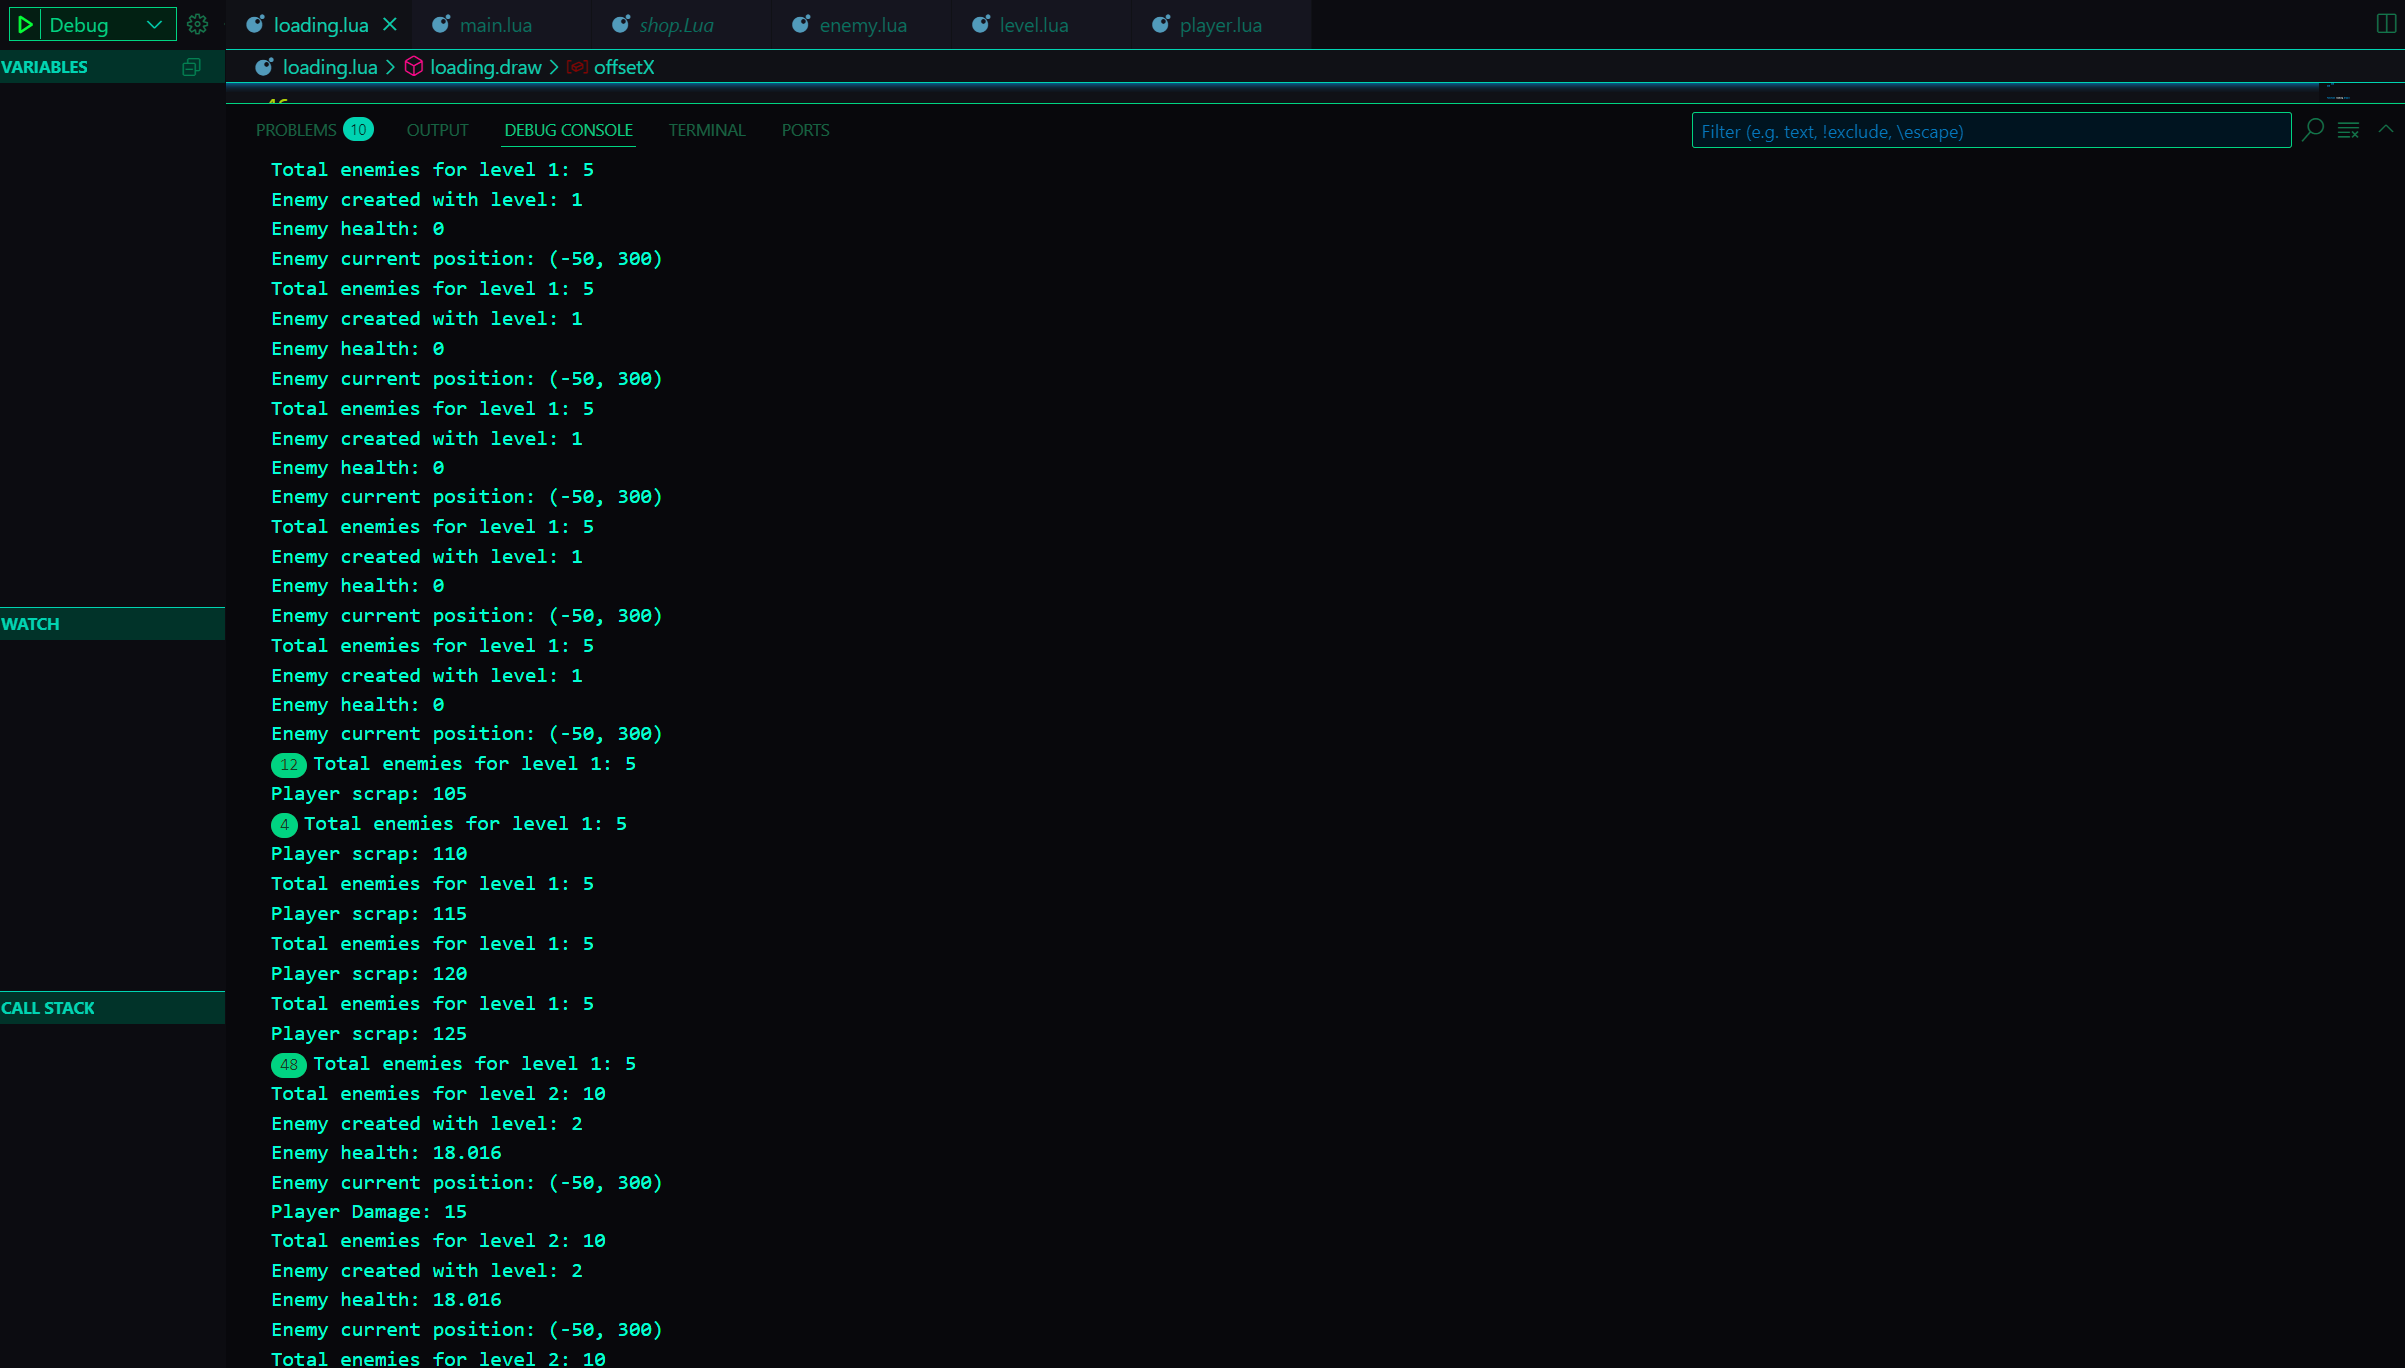 Debug
loading.lua
main.lua
shop.Lua
enemy.lua
level.lua
player.lua
VARIABLES
loading.lua > loading.draw > offsetX
46
PROBLEMS 10 OUTPUT DEBUG CONSOLE TERMINAL PORTS
Filter (e.g. text, !exclude, \escape)
Total enemies for level 1: 5
Enemy created with level: 1
Enemy health: 0
Enemy current position: (-50, 300)
Total enemies for level 1: 5
Enemy created with level: 1
Enemy health: 0
Enemy current position: (-50, 300)
Total enemies for level 1: 5
Enemy created with level: 1
Enemy health: 0
Enemy current position: (-50, 300)
Total enemies for level 1: 5
Enemy created with level: 1
Enemy health: 0
Enemy current position: (-50, 300)
Total enemies for level 1: 5
Enemy created with level: 1
Enemy health: 0
Enemy current position: (-50, 300)
12 Total enemies for level 1: 5
Player scrap: 105
4 Total enemies for level 1: 5
Player scrap: 110
Total enemies for level 1: 5
Player scrap: 115
Total enemies for level 1: 5
Player scrap: 120
Total enemies for level 1: 5
Player scrap: 125
48 Total enemies for level 1: 5
Total enemies for level 2: 10
Enemy created with level: 2
Enemy health: 18.016
Enemy current position: (-50, 300)
Player Damage: 15
Total enemies for level 2: 10
Enemy created with level: 2
Enemy health: 18.016
Enemy current position: (-50, 300)
Total enemies for level 2: 10
WATCH
CALL STACK